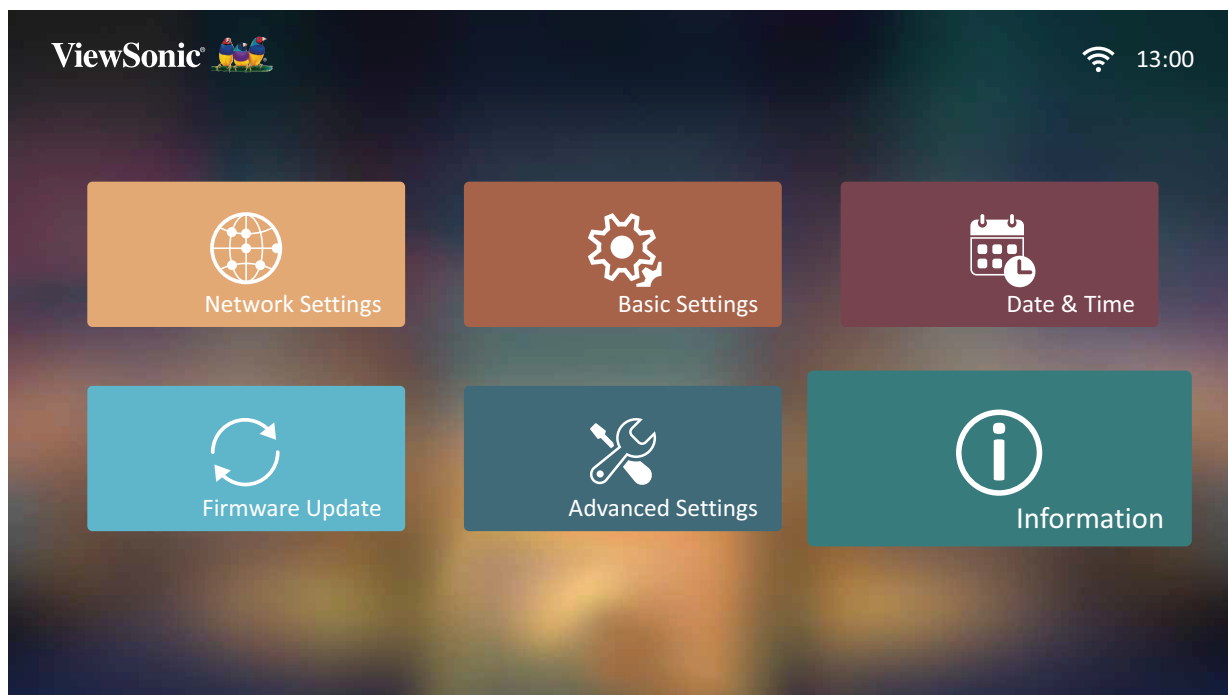 ViewSonic®
13:00
Network Settings
Basic Settings
Date & Time
Firmware Update
Advanced Settings
Information